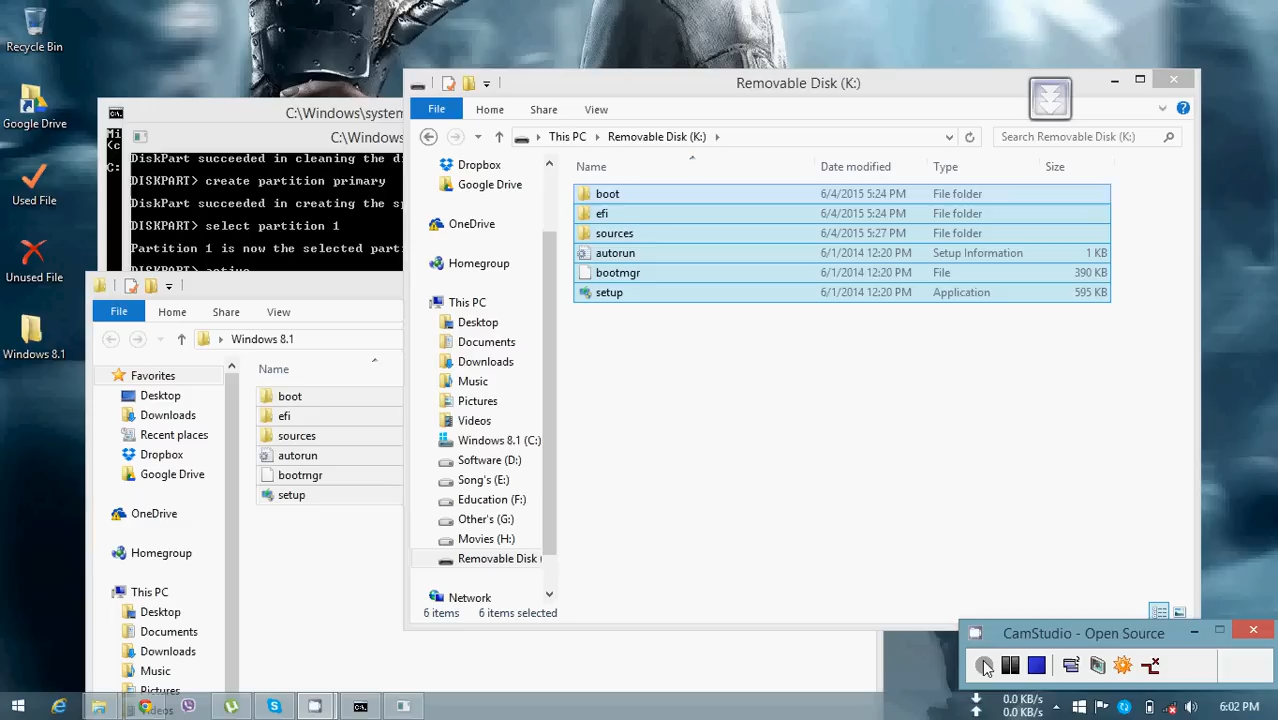 Recycle Bin
Google Drive
Used File
Unused File
Windows 8.1
C:\Windows\system
C:\Windows
Mi
(c
C:
DiskPart succeeded in cleaning the di
DISKPART> create partition primary
DiskPart succeeded in creating the sp
DISKPART> select partition 1
Partition 1 is now the selected parti
DISKPART> active
File
Home
Share
View
Windows 8.1
Name
Favorites
Desktop
Downloads
Recent places
Dropbox
Google Drive
OneDrive
Homegroup
This PC
Desktop
Documents
Downloads
Music
Pictures
Videos
boot
efi
sources
autorun
bootmgr
setup
Removable Disk (K:)
File
Home
Share
View
This PC
Removable Disk (K:)
Search Removable Disk (K:)
Dropbox
Google Drive
OneDrive
Homegroup
This PC
Desktop
Documents
Downloads
Music
Pictures
Videos
Windows 8.1 (C:)
Software (D:)
Song's (E:)
Education (F:)
Other's (G:)
Movies (H:)
Removable Disk (
Network
Name Date modified Type Size
boot 6/4/2015 5:24 PM File folder
efi 6/4/2015 5:24 PM File folder
sources 6/4/2015 5:27 PM File folder
autorun 6/1/2014 12:20 PM Setup Information 1 KB
bootmgr 6/1/2014 12:20 PM File 390 KB
setup 6/1/2014 12:20 PM Application 595 KB
6 items 6 items selected
CamStudio - Open Source
0.0 KB/s
0.0 KB/s
6:02 PM